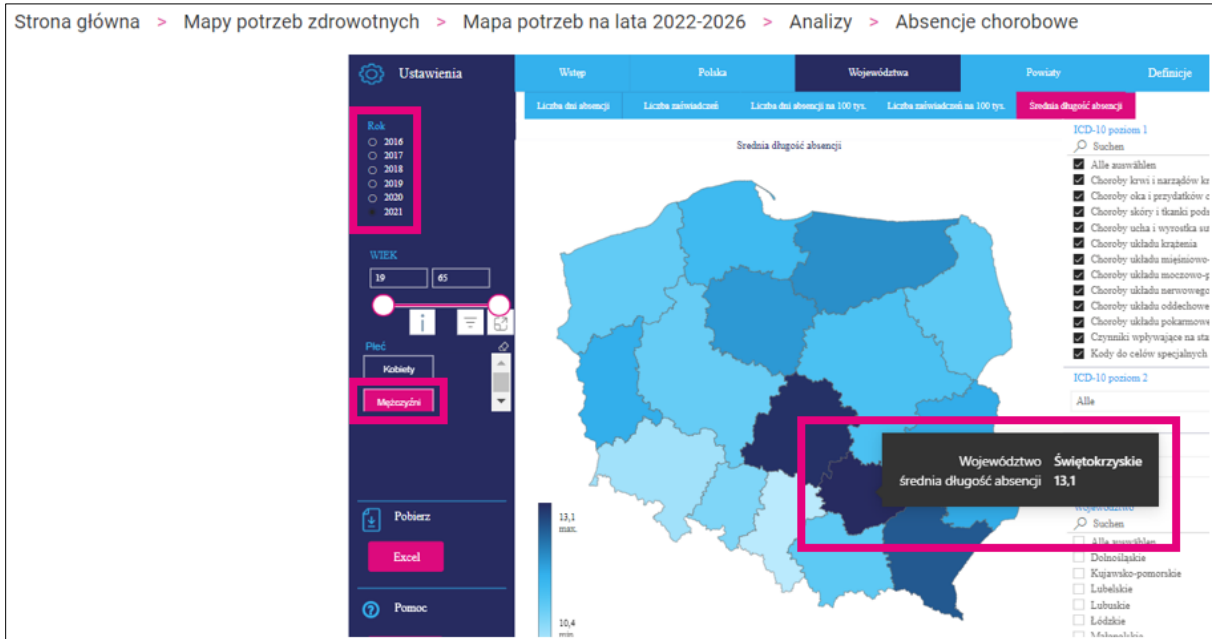 Strona główna > Mapy potrzeb zdrowotnych > Mapa potrzeb na lata 2022-2026 > Analizy > Absencje chorobowe
Ustawienia
Wstęp Polska Województwa Powiaty Definicje
Liczba dni absencji Liczba zaświadczeń Liczba dni absencji na 100 tys. Liczba zaświadczeń na 100 tys. Średnia długość absencji
Rok
2016
2017
2018
2019
2020
2021
WIEK
19 65
Płeć
Kobiety
Mężczyźni
Pobierz
Excel
Pomoc
Średnia długość absencji
13,1
max.
10,4
min
Województwo Świętokrzyskie
średnia długość absencji 13,1
ICD-10 poziom 1
Suchen
Alle auswählen
Choroby krwi i narządów kr
Choroby oka i przydatków o
Choroby skóry i tkanki pods
Choroby ucha i wyrostka su
Choroby układu krążenia
Choroby układu mięśniowo-
Choroby układu moczowo-p
Choroby układu nerwowego
Choroby układu oddechowe
Choroby układu pokarmowe
Czynniki wpływające na sta
Kody do celów specjalnych
ICD-10 poziom 2
Alle
Województwo
Suchen
Alle auswählen
Dolnośląskie
Kujawsko-pomorskie
Lubelskie
Lubuskie
Łódzkie
Małopolskie